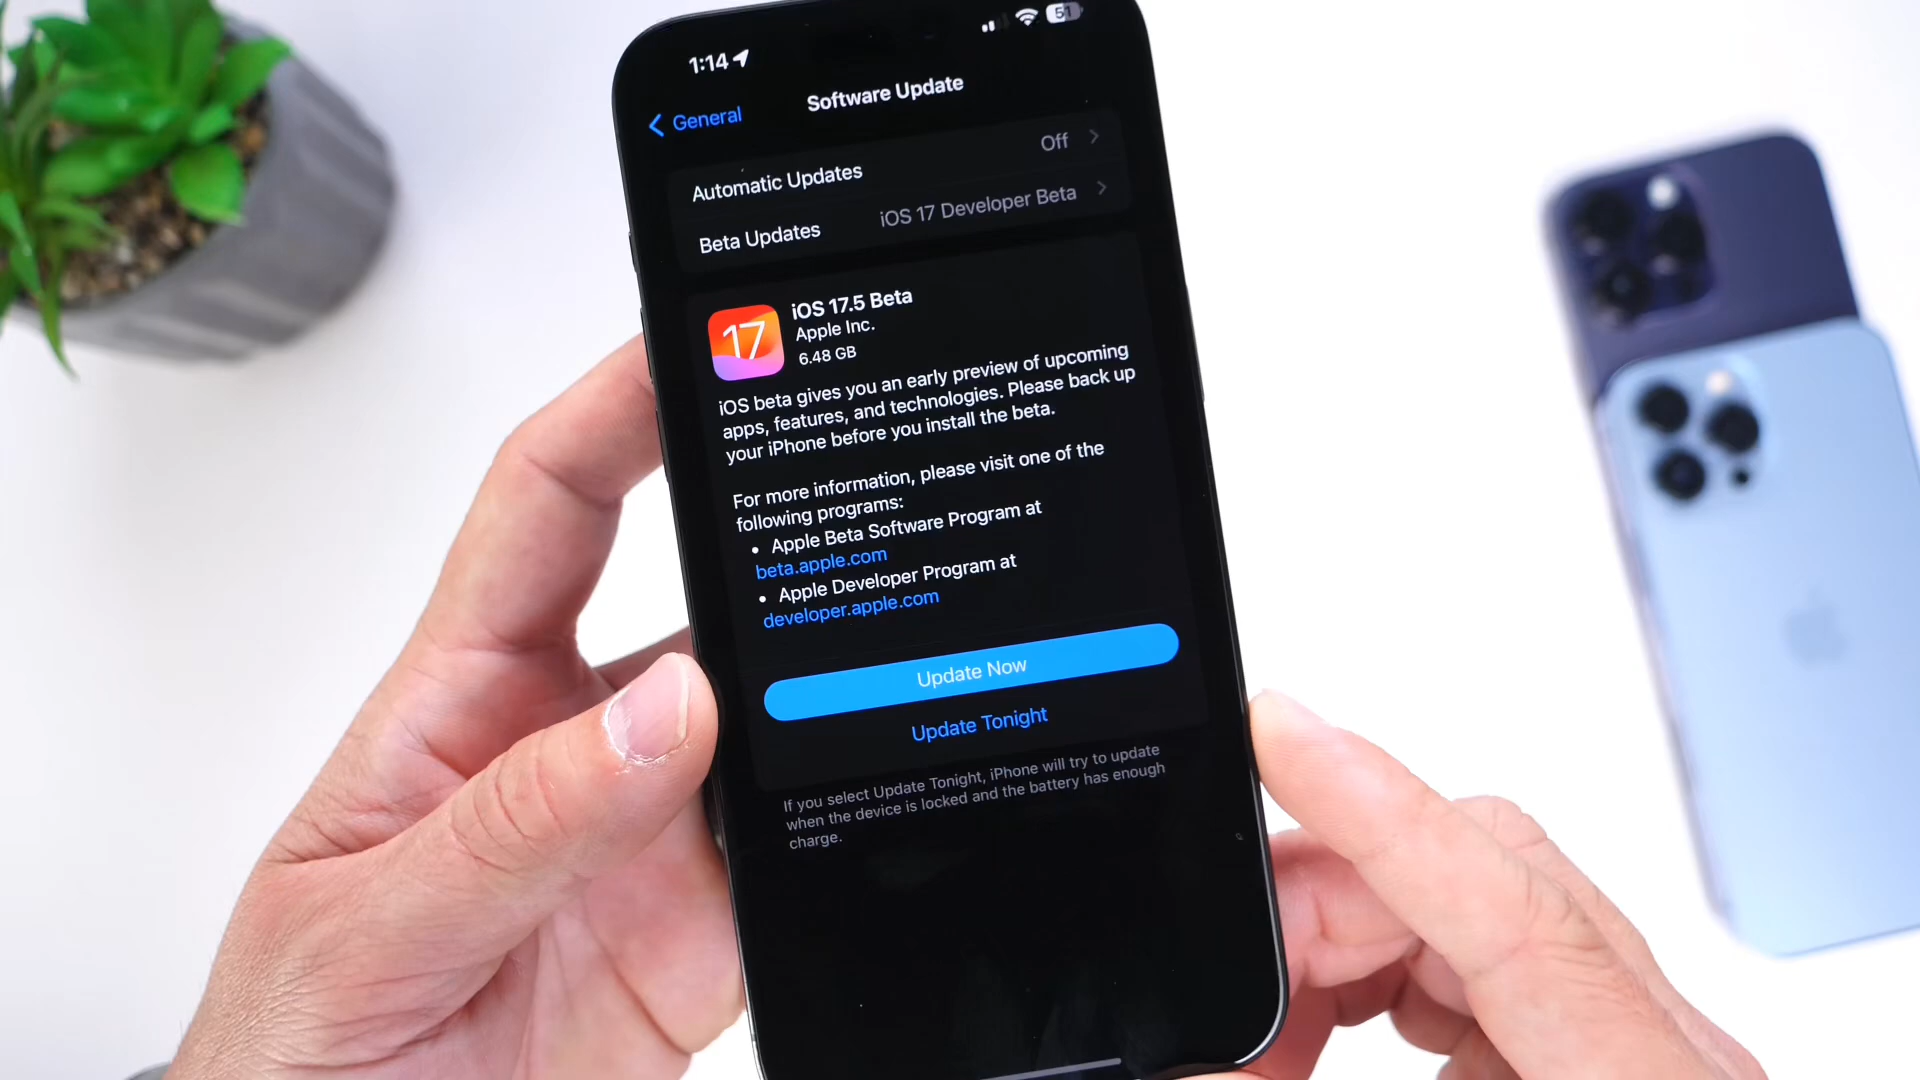 1:14
51
General
Software Update
Automatic Updates
Off
Beta Updates
iOS 17 Developer Beta
17
iOS 17.5 Beta
Apple Inc.
6.48 GB
iOS beta gives you an early preview of upcoming
apps, features, and technologies. Please back up
your iPhone before you install the beta.
For more information, please visit one of the
following programs:
• Apple Beta Software Program at
beta.apple.com
• Apple Developer Program at
developer.apple.com
Update Now
Update Tonight
If you select Update Tonight, iPhone will try to update
when the device is locked and the battery has enough
charge.